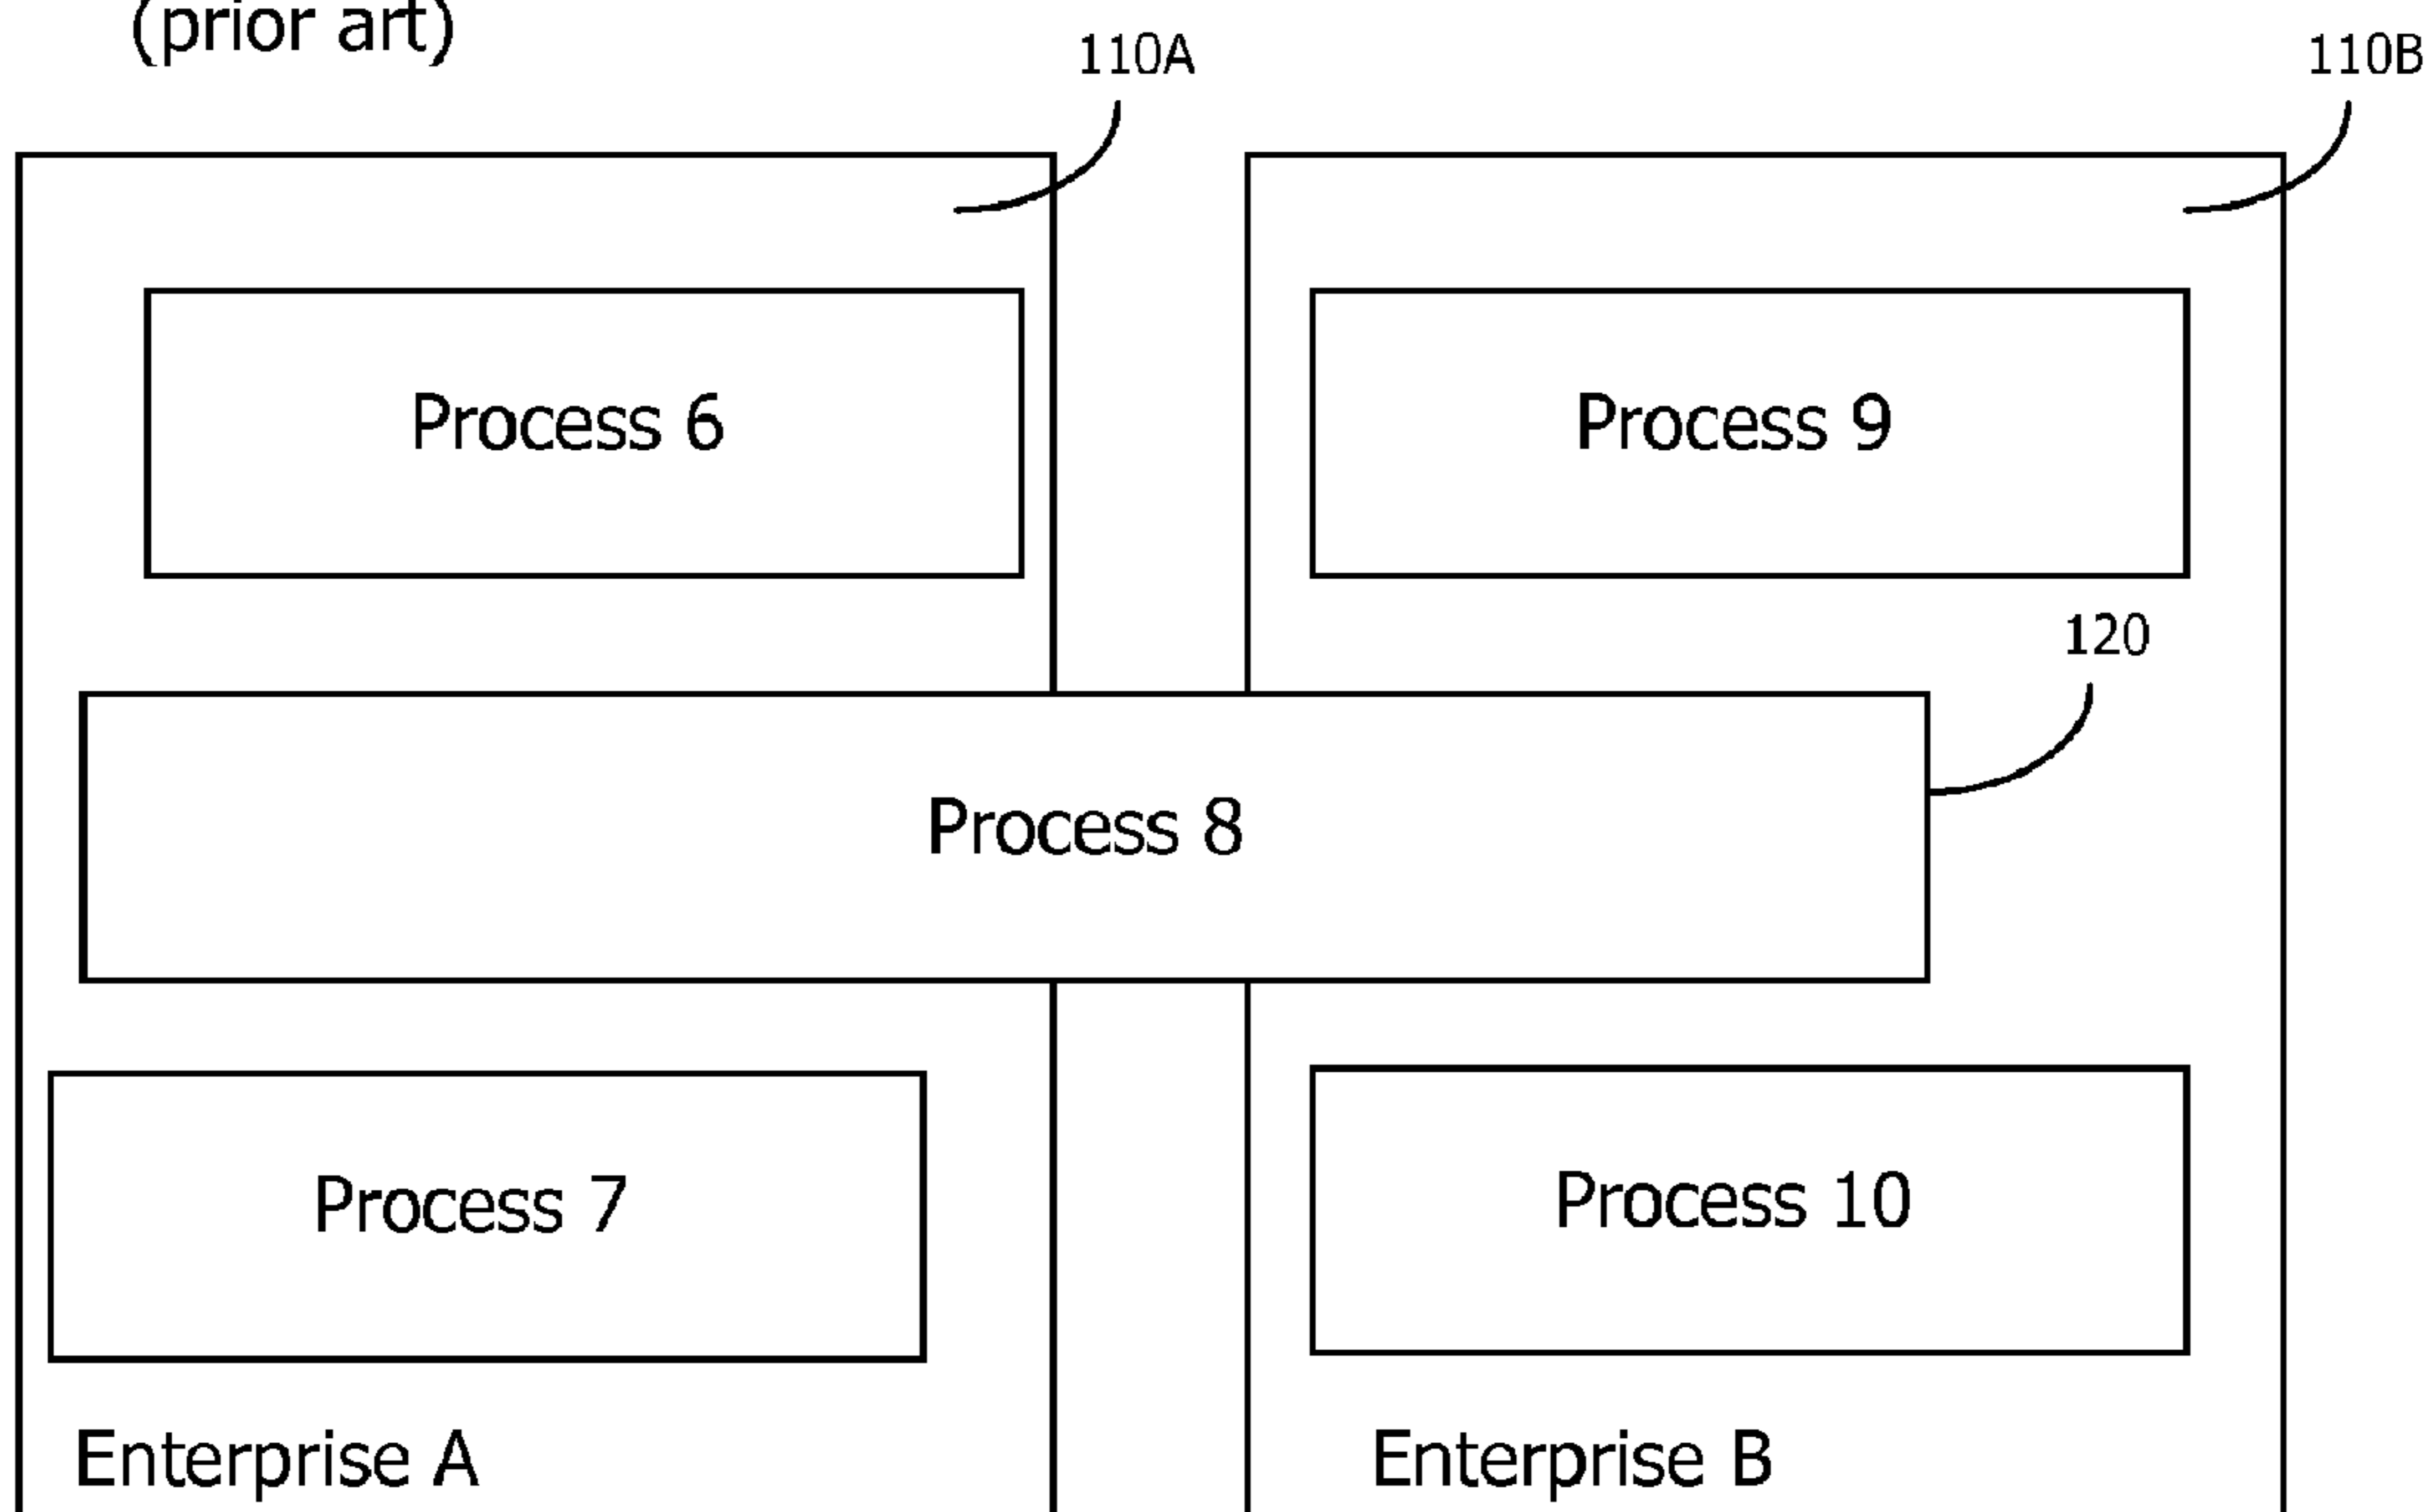 (prior art)
110A
110B
Process 6
Process 9
120
Process 8
Process 7
Process 10
Enterprise A
Enterprise B